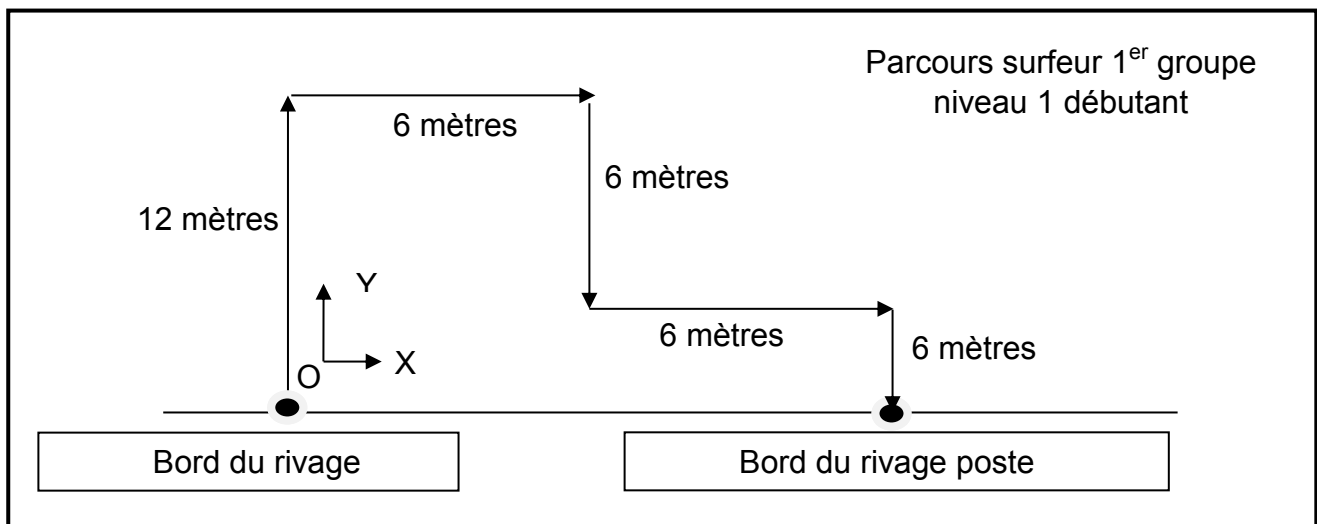 Parcours surfeur 1er groupe
niveau 1 débutant
6 mètres
6 mètres
12 mètres
Y
X
O
6 mètres
6 mètres
Bord du rivage
Bord du rivage poste